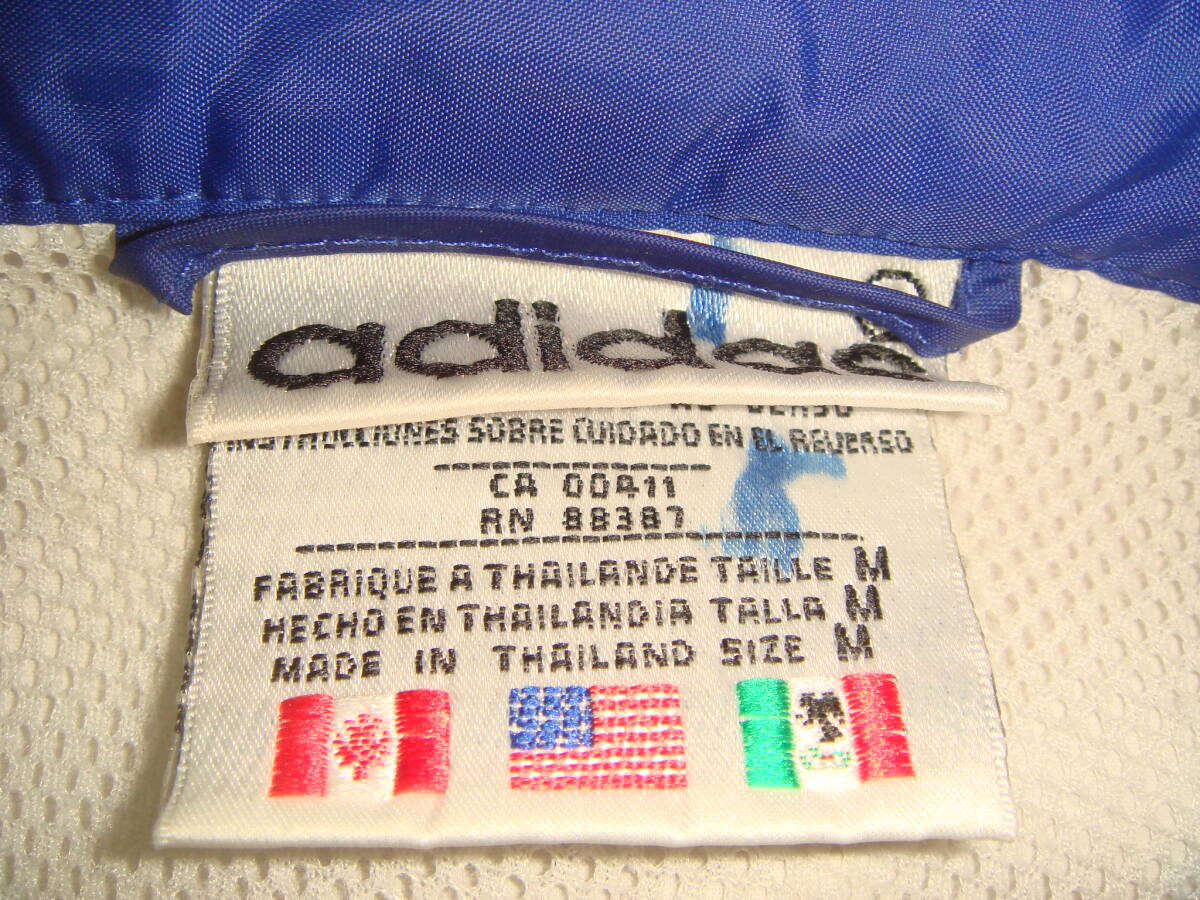 adidas
®
INSTRUCCIONES SOBRE CUIDADO EN EL REVERSO
CA 00411
RN 88387
FABRIQUE A THAILANDE TAILLE M
HECHO EN THAILANDIA TALLA M
MADE IN THAILAND SIZE M